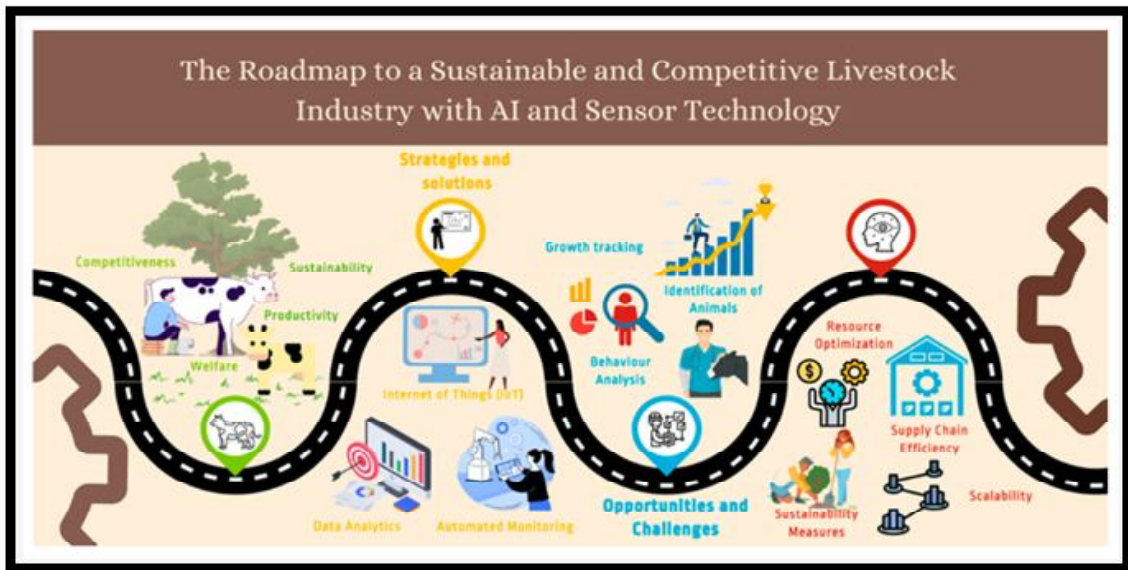 The Roadmap to a Sustainable and Competitive Livestock
Industry with AI and Sensor Technology
Competitiveness
Sustainability
Productivity
Welfare
Strategies and
solutions
Internet of Things (IoT)
Data Analytics
Automated Monitoring
Growth tracking
Identification of
Animals
Behaviour
Analysis
Opportunities and
Challenges
Resource
Optimization
Supply Chain
Efficiency
Sustainability
Measures
Scalability